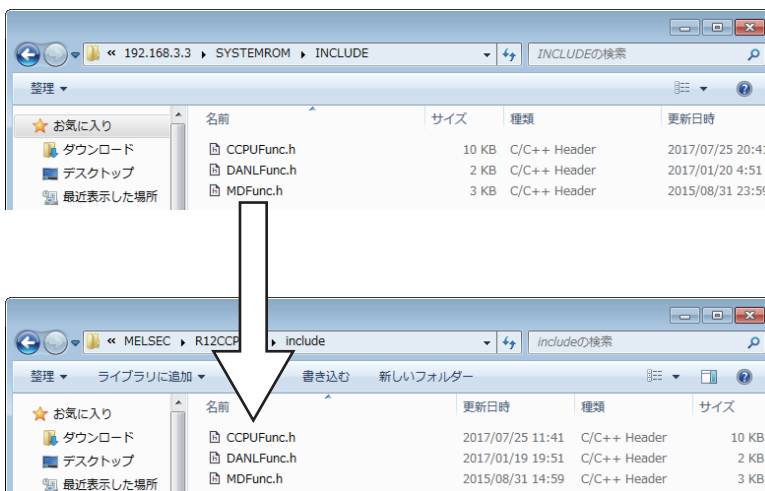 « 192.168.3.3 ▸ SYSTEMROM ▸ INCLUDE
INCLUDEの検索
整理 ▼
お気に入り
ダウンロード
デスクトップ
最近表示した場所
名前 サイズ 種類 更新日時
CCPUFunc.h 10 KB C/C++ Header 2017/07/25 20:41
DANLFunc.h 2 KB C/C++ Header 2017/01/20 4:51
MDFunc.h 3 KB C/C++ Header 2015/08/31 23:59
« MELSEC ▸ R12CCP ▸ include
includeの検索
整理 ▼ ライブラリに追加 ▼ 書き込む 新しいフォルダー
お気に入り
ダウンロード
デスクトップ
最近表示した場所
名前 更新日時 種類 サイズ
CCPUFunc.h 2017/07/25 11:41 C/C++ Header 10 KB
DANLFunc.h 2017/01/19 19:51 C/C++ Header 2 KB
MDFunc.h 2015/08/31 14:59 C/C++ Header 3 KB